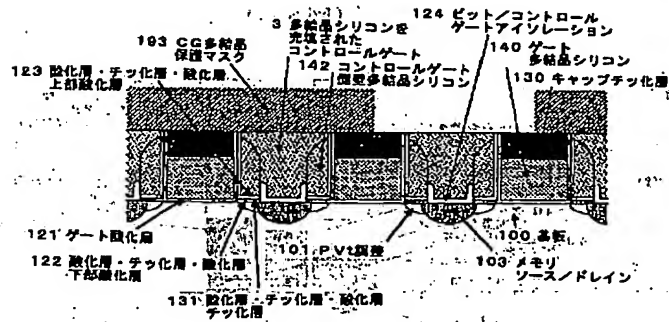 193 CG多結晶
保護マスク
3 多結晶シリコンを
充填された
コントロールゲート
124 ビット/コントロール
ゲートアイソレーション
123 酸化層・チッ化層・酸化層
上部酸化層
142 コントロールゲート
側壁多結晶シリコン
140 ゲート
多結晶シリコン
130 キャップチッ化層
121 ゲート酸化層
122 酸化層・チッ化層・酸化層
下部酸化層
131 酸化層・チッ化層・酸化層
チッ化層
101 PVt調整
100 基板
103 メモリ
ソース/ドレイン